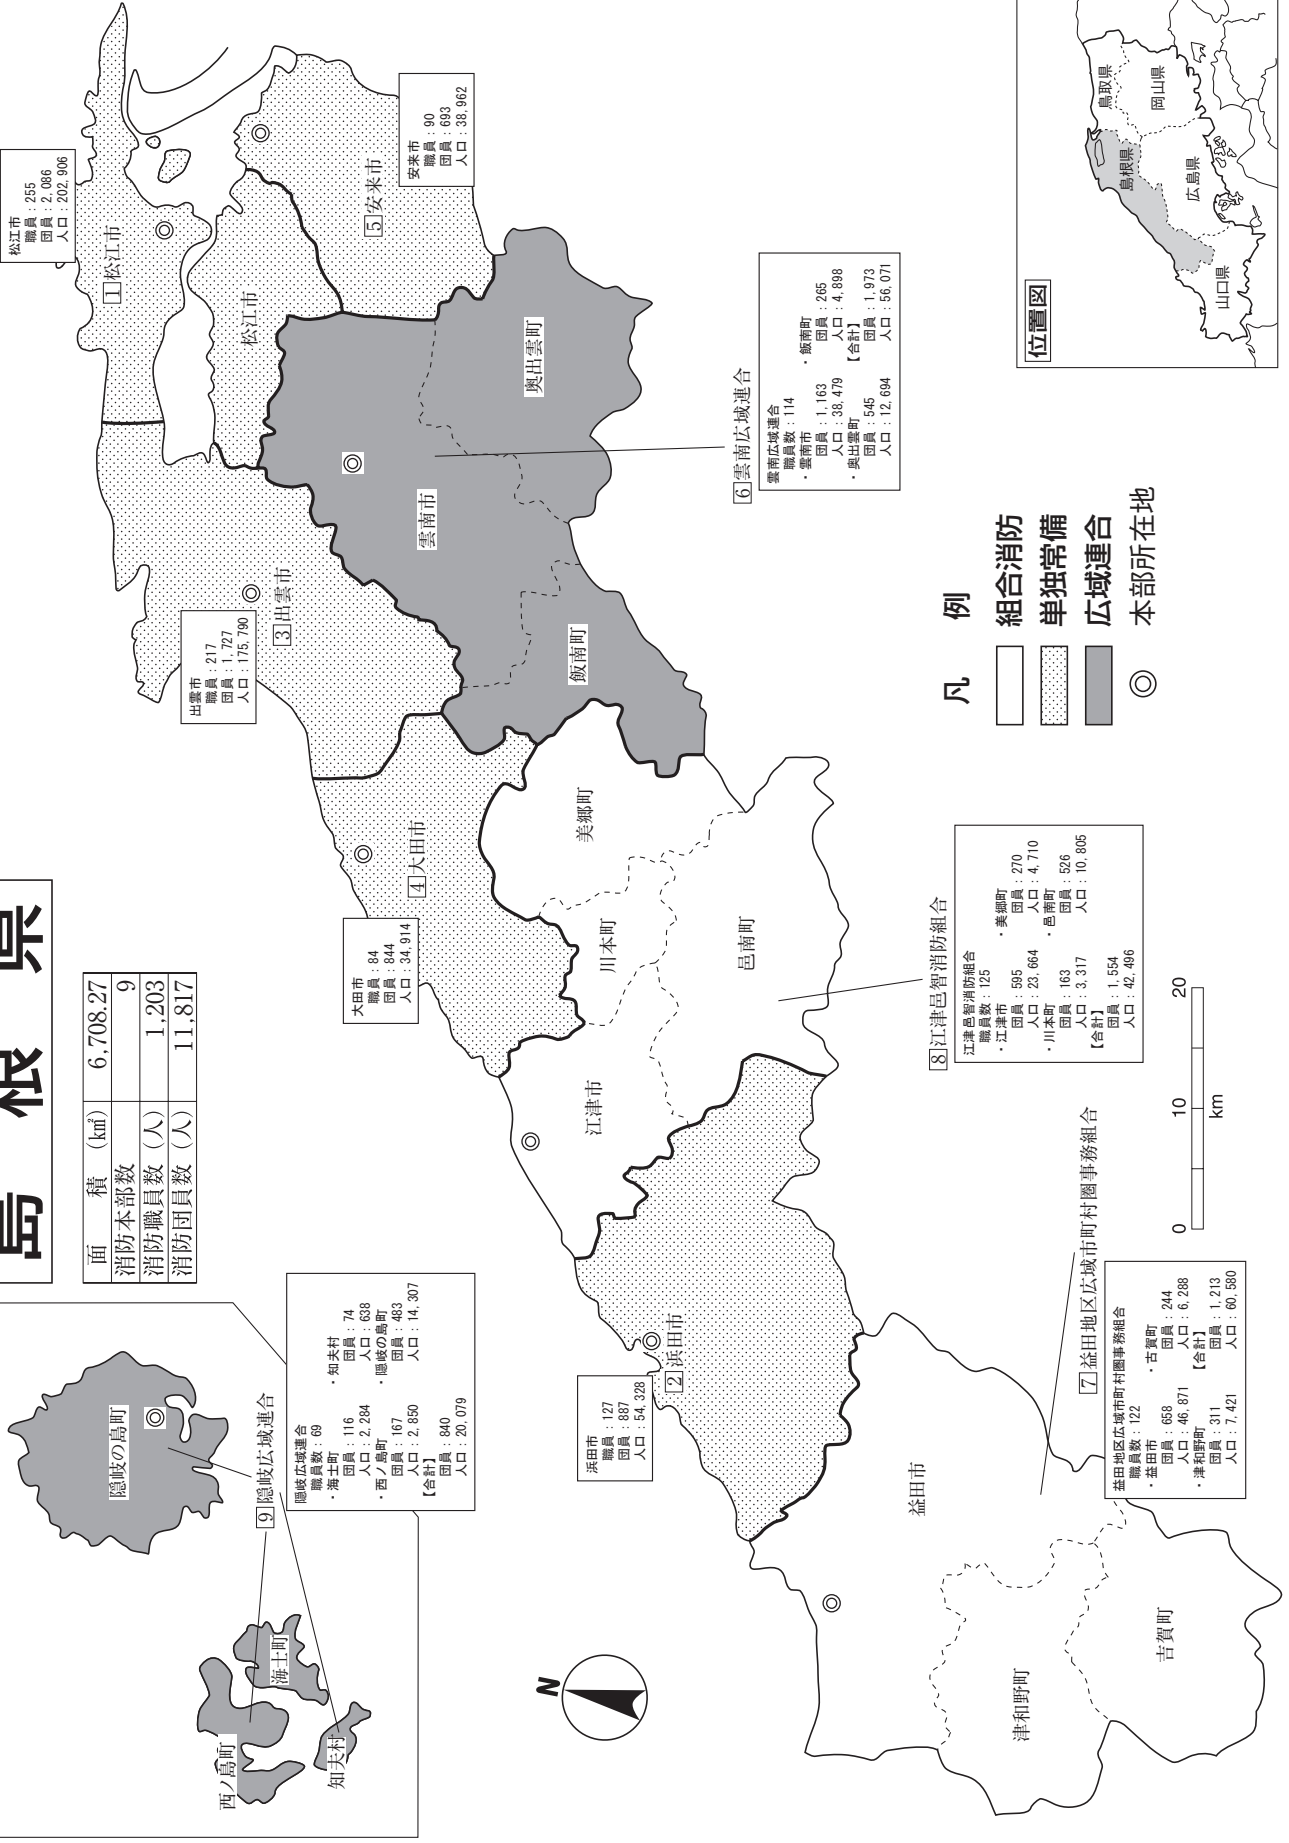 島根県
面　積 (㎢) 6,708.27
消防本部数 9
消防職員数 (人) 1,203
消防団員数 (人) 11,817
隠岐の島町
西ノ島町
海士町
知夫村
9 隠岐広域連合
隠岐広域連合
職員数：69
・海士町
団員：116
人口：2,284
・西ノ島町
団員：167
人口：2,850
・知夫村
団員：74
人口：638
・隠岐の島町
団員：483
人口：14,307
【合計】
団員：840
人口：20,079
松江市
職員：255
団員：2,086
人口：202,906
1 松江市
松江市
安来市
職員：90
団員：693
人口：38,962
5 安来市
出雲市
職員：217
団員：1,727
人口：175,790
3 出雲市
雲南市
奥出雲町
飯南町
6 雲南広域連合
雲南広域連合
職員数：114
・雲南市
団員：1,163
人口：38,479
・奥出雲町
団員：545
人口：12,694
・飯南町
団員：265
人口：4,898
【合計】
団員：1,973
人口：56,071
大田市
職員：84
団員：844
人口：34,914
4 大田市
美郷町
川本町
邑南町
江津市
8 江津邑智消防組合
江津邑智消防組合
職員数：125
・江津市
団員：595
人口：23,664
・川本町
団員：163
人口：3,317
・美郷町
団員：270
人口：4,710
・邑南町
団員：526
人口：10,805
【合計】
団員：1,554
人口：42,496
浜田市
職員：127
団員：887
人口：54,328
2 浜田市
益田市
津和野町
吉賀町
7 益田地区広域市町村圏事務組合
益田地区広域市町村圏事務組合
職員数：122
・益田市
団員：658
人口：46,871
・津和野町
団員：311
人口：7,421
・古賀町
団員：244
人口：6,288
【合計】
団員：1,213
人口：60,580
N
凡　例
組合消防
単独常備
広域連合
本部所在地
0 10 20
km
位置図
鳥取県
岡山県
島根県
広島県
山口県